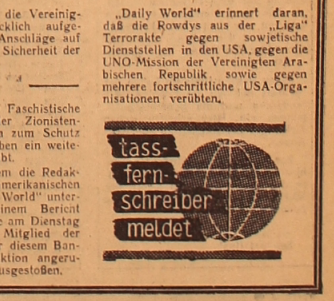 die Vereinig-
cklich aufge-
Anschläge auf
Sicherheit der
Faschistische
er Zionisten-
n zum Schutz
ben ein weite-
bt.
em die Redak-
merikanischen
World" unter-
inem Bericht
e am Dienstag
Mitglied der
r diesem Ban-
ktion angeru-
usgestoßen.
„Daily World" erinnert daran,
daß die Rowdys aus der „Liga"
Terrorakte gegen sowjetische
Dienststellen in den USA, gegen die
UNO-Mission der Vereinigten Ara-
bischen Republik sowie gegen
mehrere fortschrittliche USA-Orga-
nisationen verübten.
tass-
fern-
schreiber
meldet